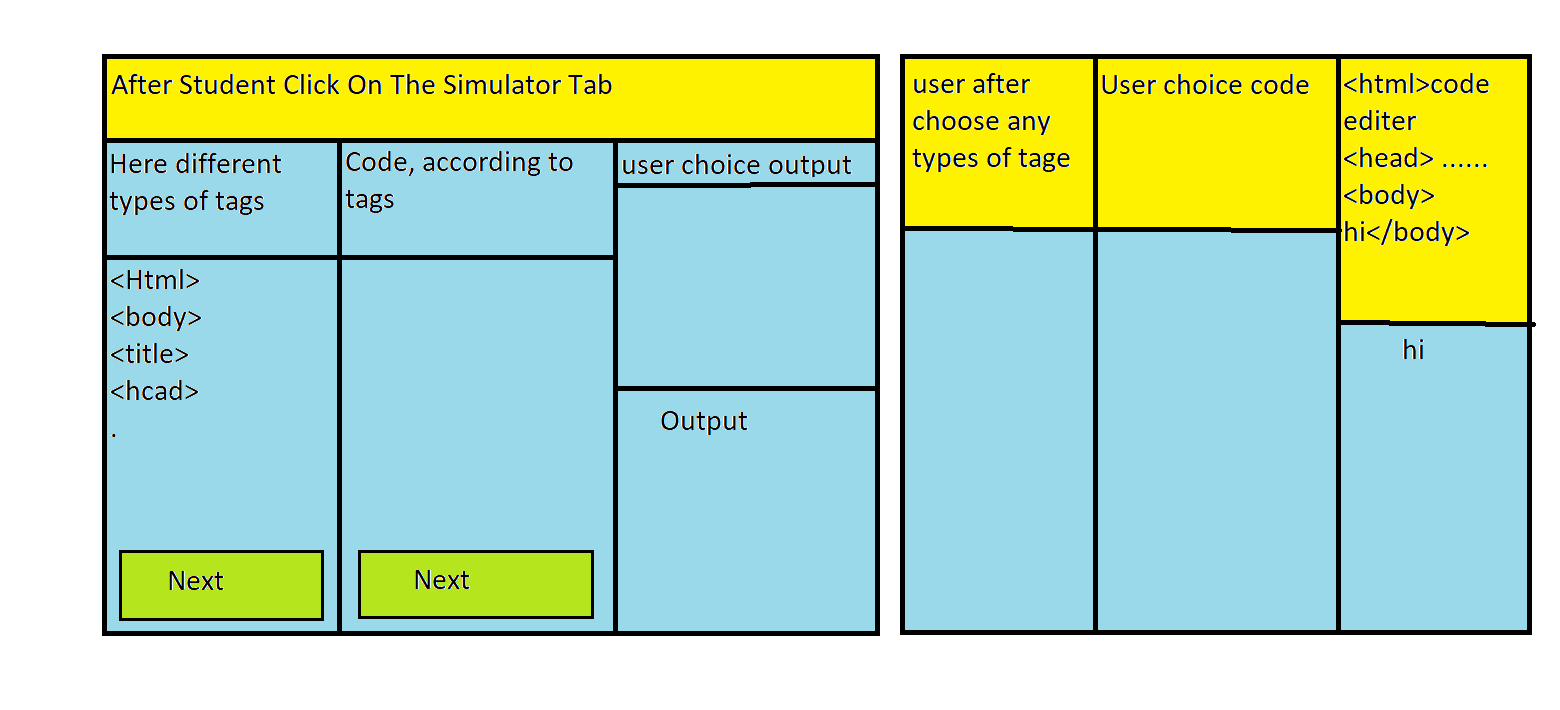 After Student Click On The Simulator Tab
Here different
types of tags
Code, according to
tags
user choice output
<Html>
<body>
<title>
<hcad>
.
Output
Next
Next
user after
choose any
types of tage
User choice code
<html>code
editer
<head> ......
<body>
hi</body>
hi